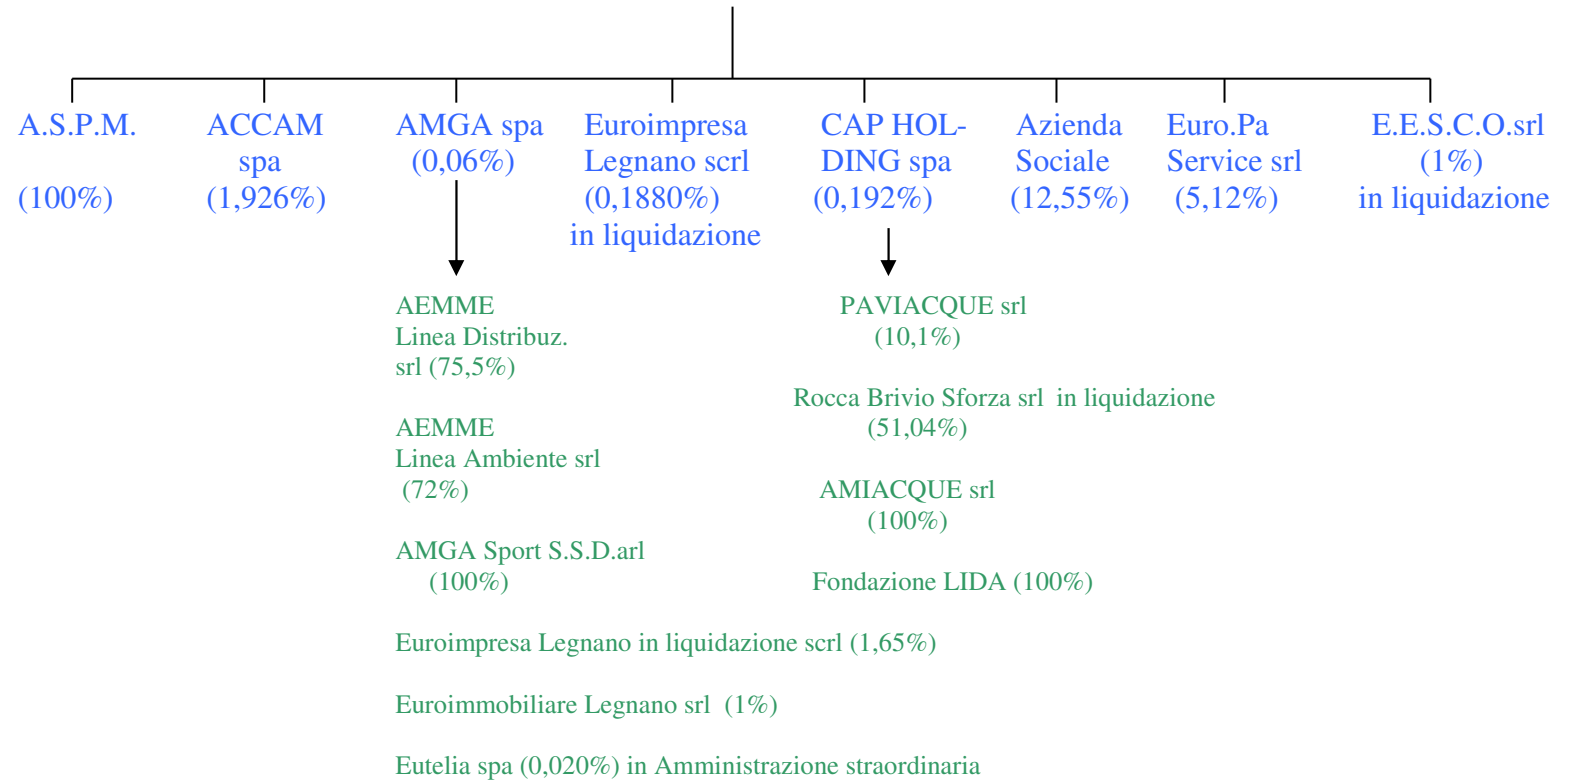 A.S.P.M.
(100%)
ACCAM
spa
(1,926%)
AMGA spa
(0,06%)
Euroimpresa
Legnano scrl
(0,1880%)
in liquidazione
CAP HOL-
DING spa
(0,192%)
Azienda
Sociale
(12,55%)
Euro.Pa
Service srl
(5,12%)
E.E.S.C.O.srl
(1%)
in liquidazione
AEMME
Linea Distribuz.
srl (75,5%)
AEMME
Linea Ambiente srl
(72%)
AMGA Sport S.S.D.arl
(100%)
Euroimpresa Legnano in liquidazione scrl (1,65%)
Euroimmobiliare Legnano srl (1%)
Eutelia spa (0,020%) in Amministrazione straordinaria
PAVIACQUE srl
(10,1%)
Rocca Brivio Sforza srl in liquidazione
(51,04%)
AMIACQUE srl
(100%)
Fondazione LIDA (100%)